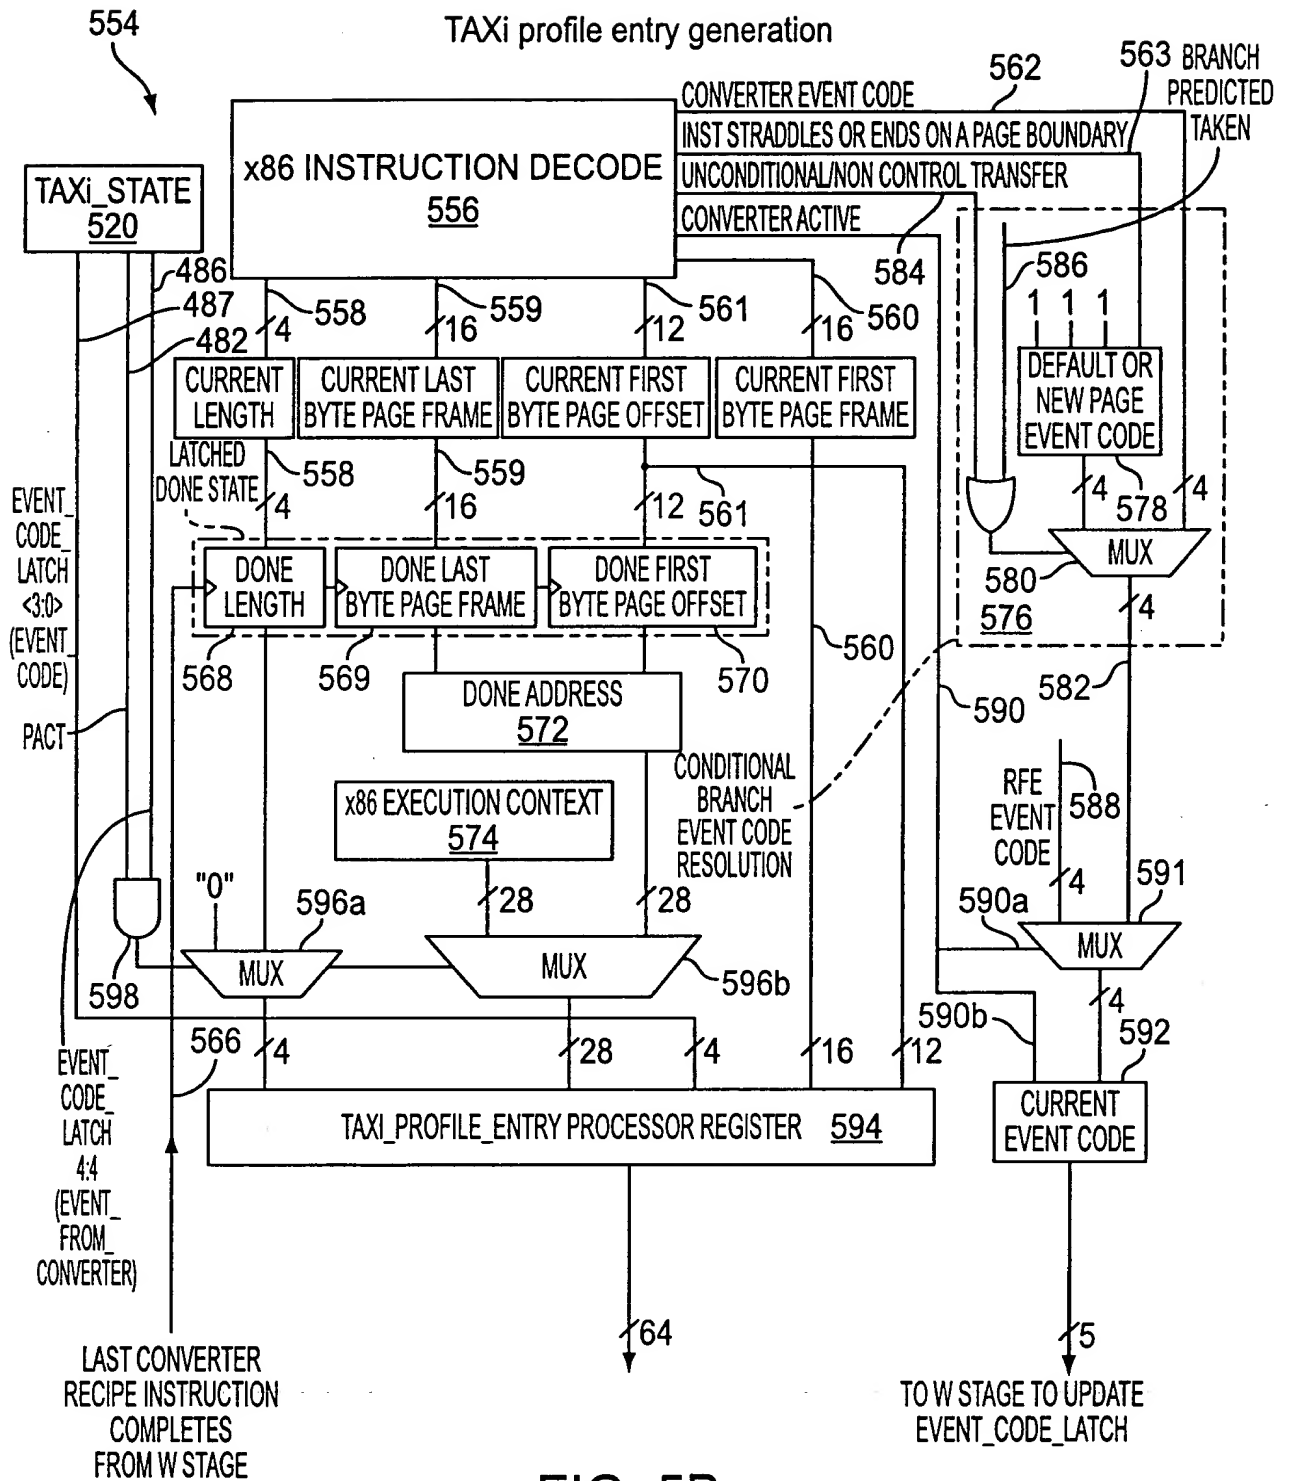 TAXi profile entry generation
554
562
563 BRANCH
PREDICTED
TAKEN
CONVERTER EVENT CODE
INST STRADDLES OR ENDS ON A PAGE BOUNDARY
UNCONDITIONAL/NON CONTROL TRANSFER
CONVERTER ACTIVE
x86 INSTRUCTION DECODE
556
TAXi_STATE
520
486
487
482
584
586
558
559
561
560
4
16
12
16
1 1 1
CURRENT
LENGTH
CURRENT LAST
BYTE PAGE FRAME
CURRENT FIRST
BYTE PAGE OFFSET
CURRENT FIRST
BYTE PAGE FRAME
DEFAULT OR
NEW PAGE
EVENT CODE
LATCHED
DONE STATE
558
559
561
4
16
12
4
578
4
EVENT_
CODE_
LATCH
<3:0>
(EVENT_
CODE)
DONE
LENGTH
DONE LAST
BYTE PAGE FRAME
DONE FIRST
BYTE PAGE OFFSET
MUX
580
4
576
568
569
570
560
582
590
DONE ADDRESS
572
PACT
CONDITIONAL
BRANCH
EVENT CODE
RESOLUTION
x86 EXECUTION CONTEXT
574
RFE
EVENT
CODE
588
4
"0"
596a
28
28
590a
591
MUX
MUX
MUX
598
596b
4
590b
592
566
4
28
4
16
12
EVENT_
CODE_
LATCH
4:4
(EVENT_
FROM_
CONVERTER)
TAXI_PROFILE_ENTRY PROCESSOR REGISTER 594
CURRENT
EVENT CODE
64
5
LAST CONVERTER
RECIPE INSTRUCTION
COMPLETES
FROM W STAGE
TO W STAGE TO UPDATE
EVENT_CODE_LATCH
FIG. 5B